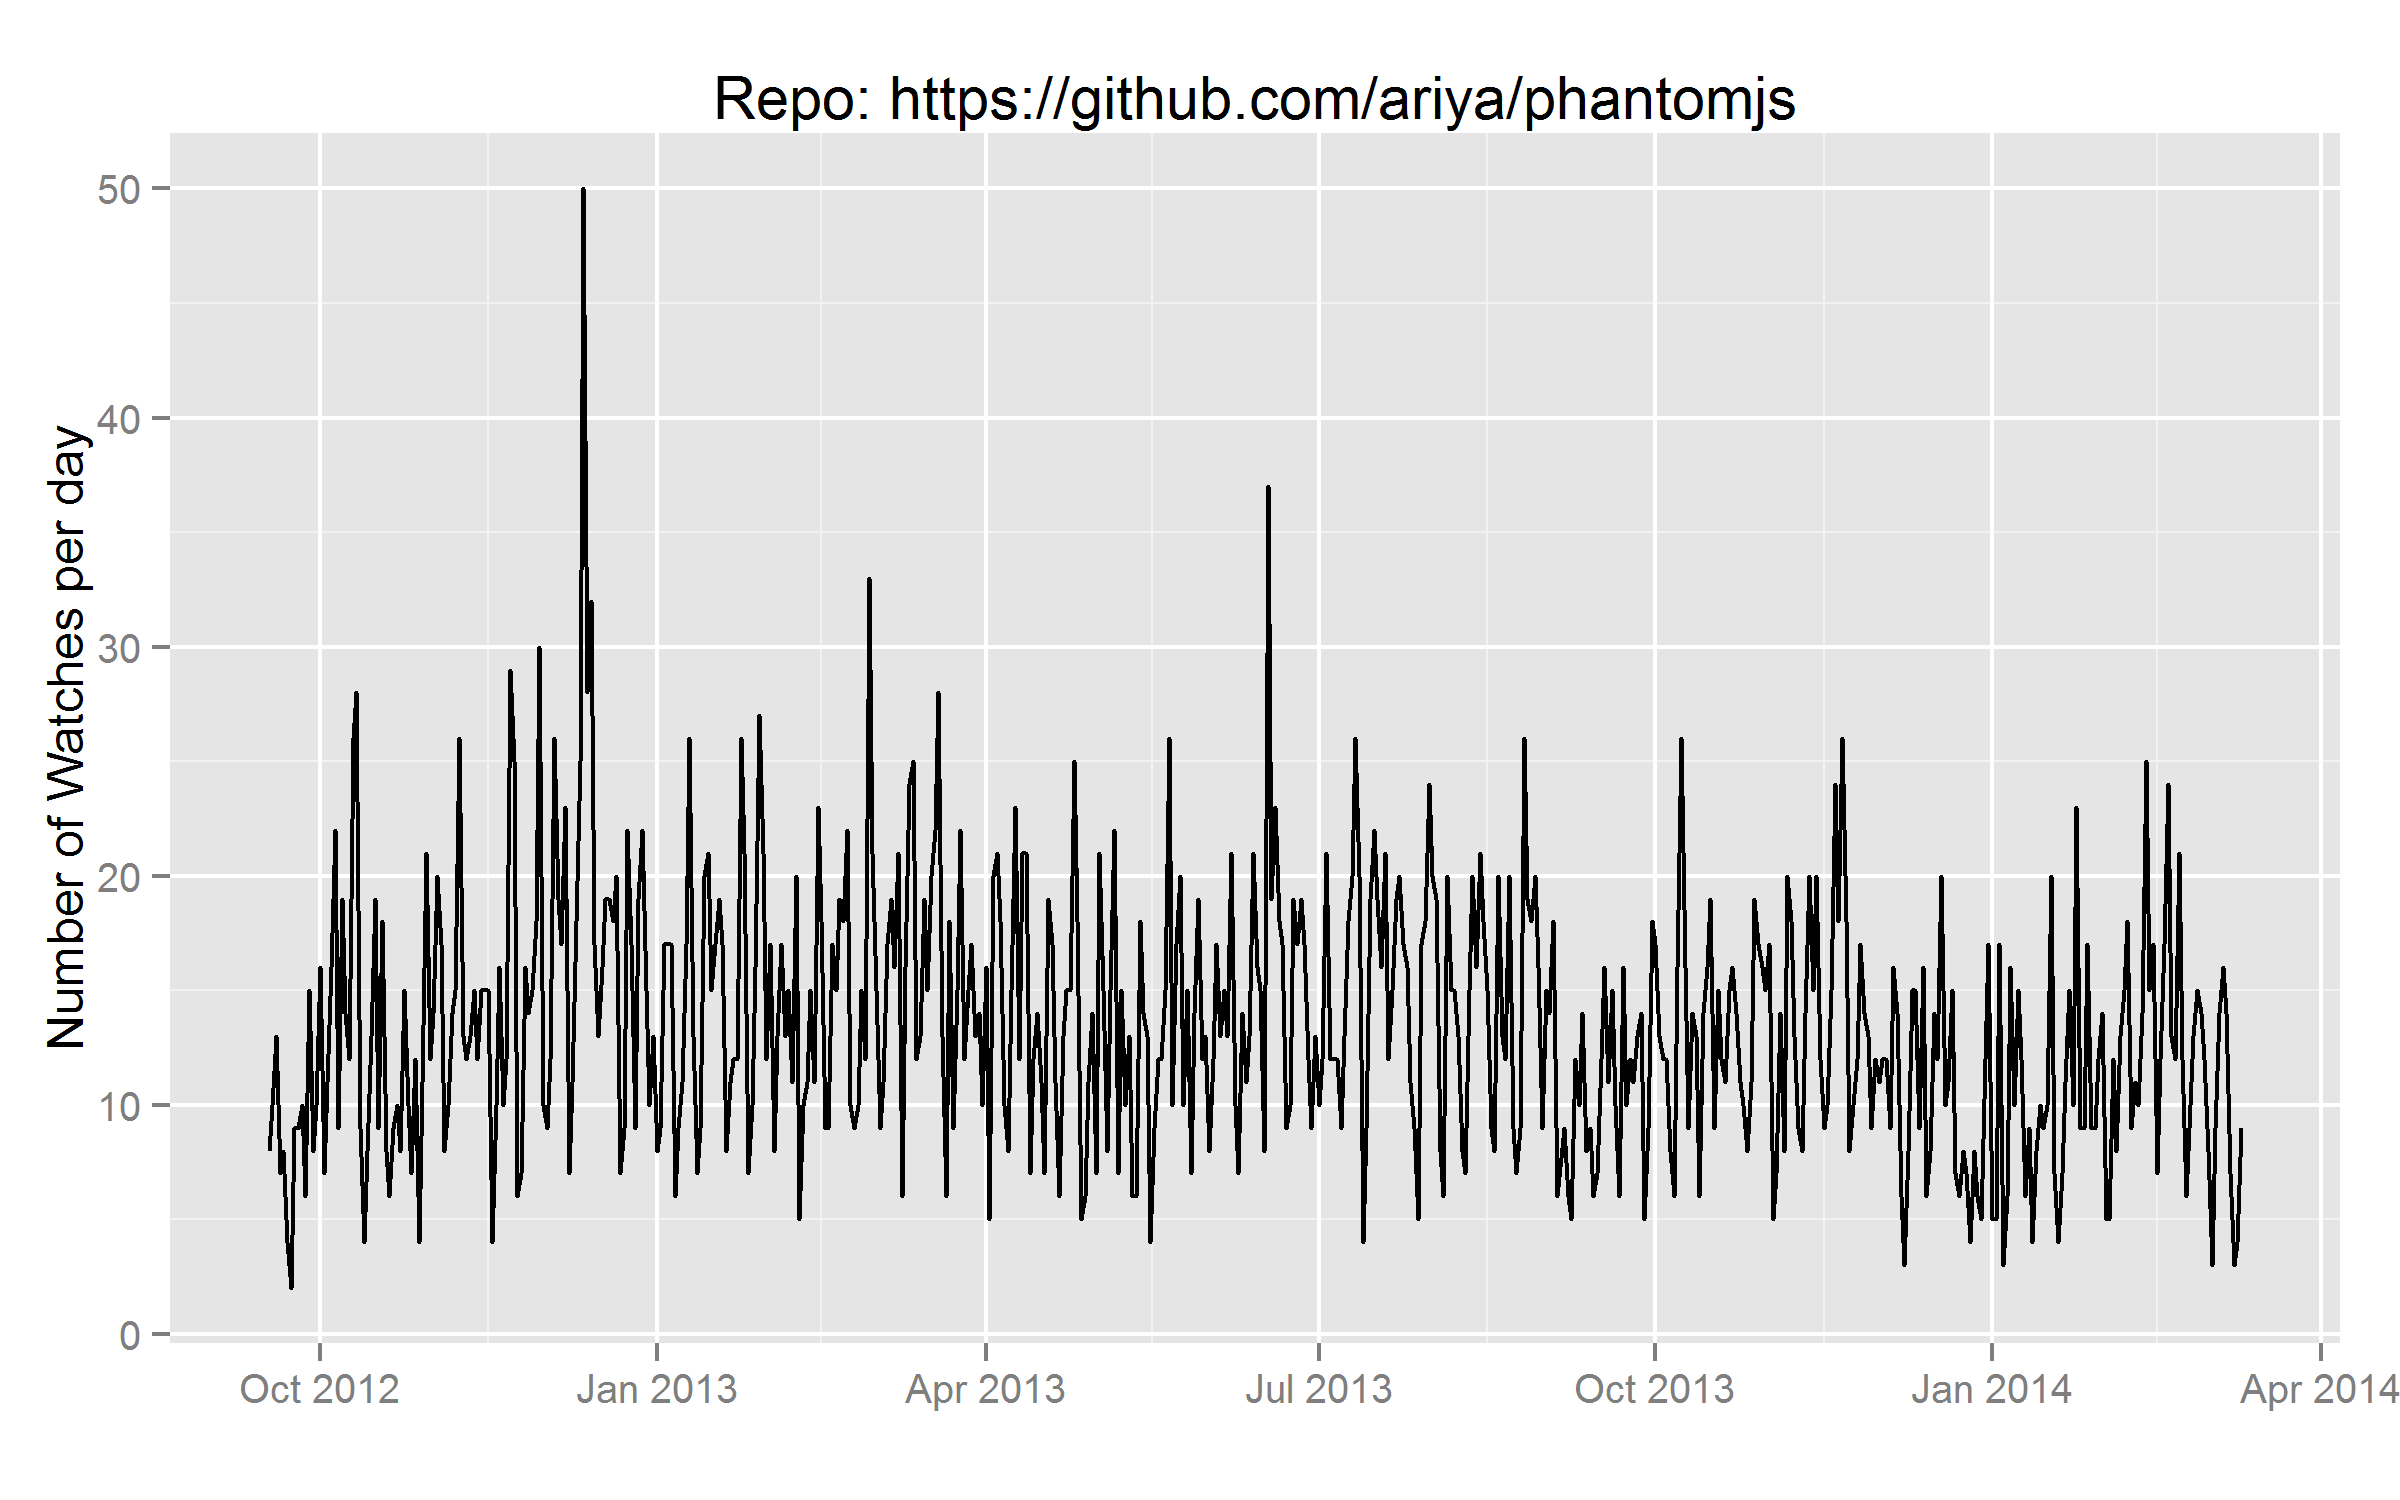 Repo: https://github.com/ariya/phantomjs
Number of Watches per day
50
40
30
20
10
0
Oct 2012
Jan 2013
Apr 2013
Jul 2013
Oct 2013
Jan 2014
Apr 2014